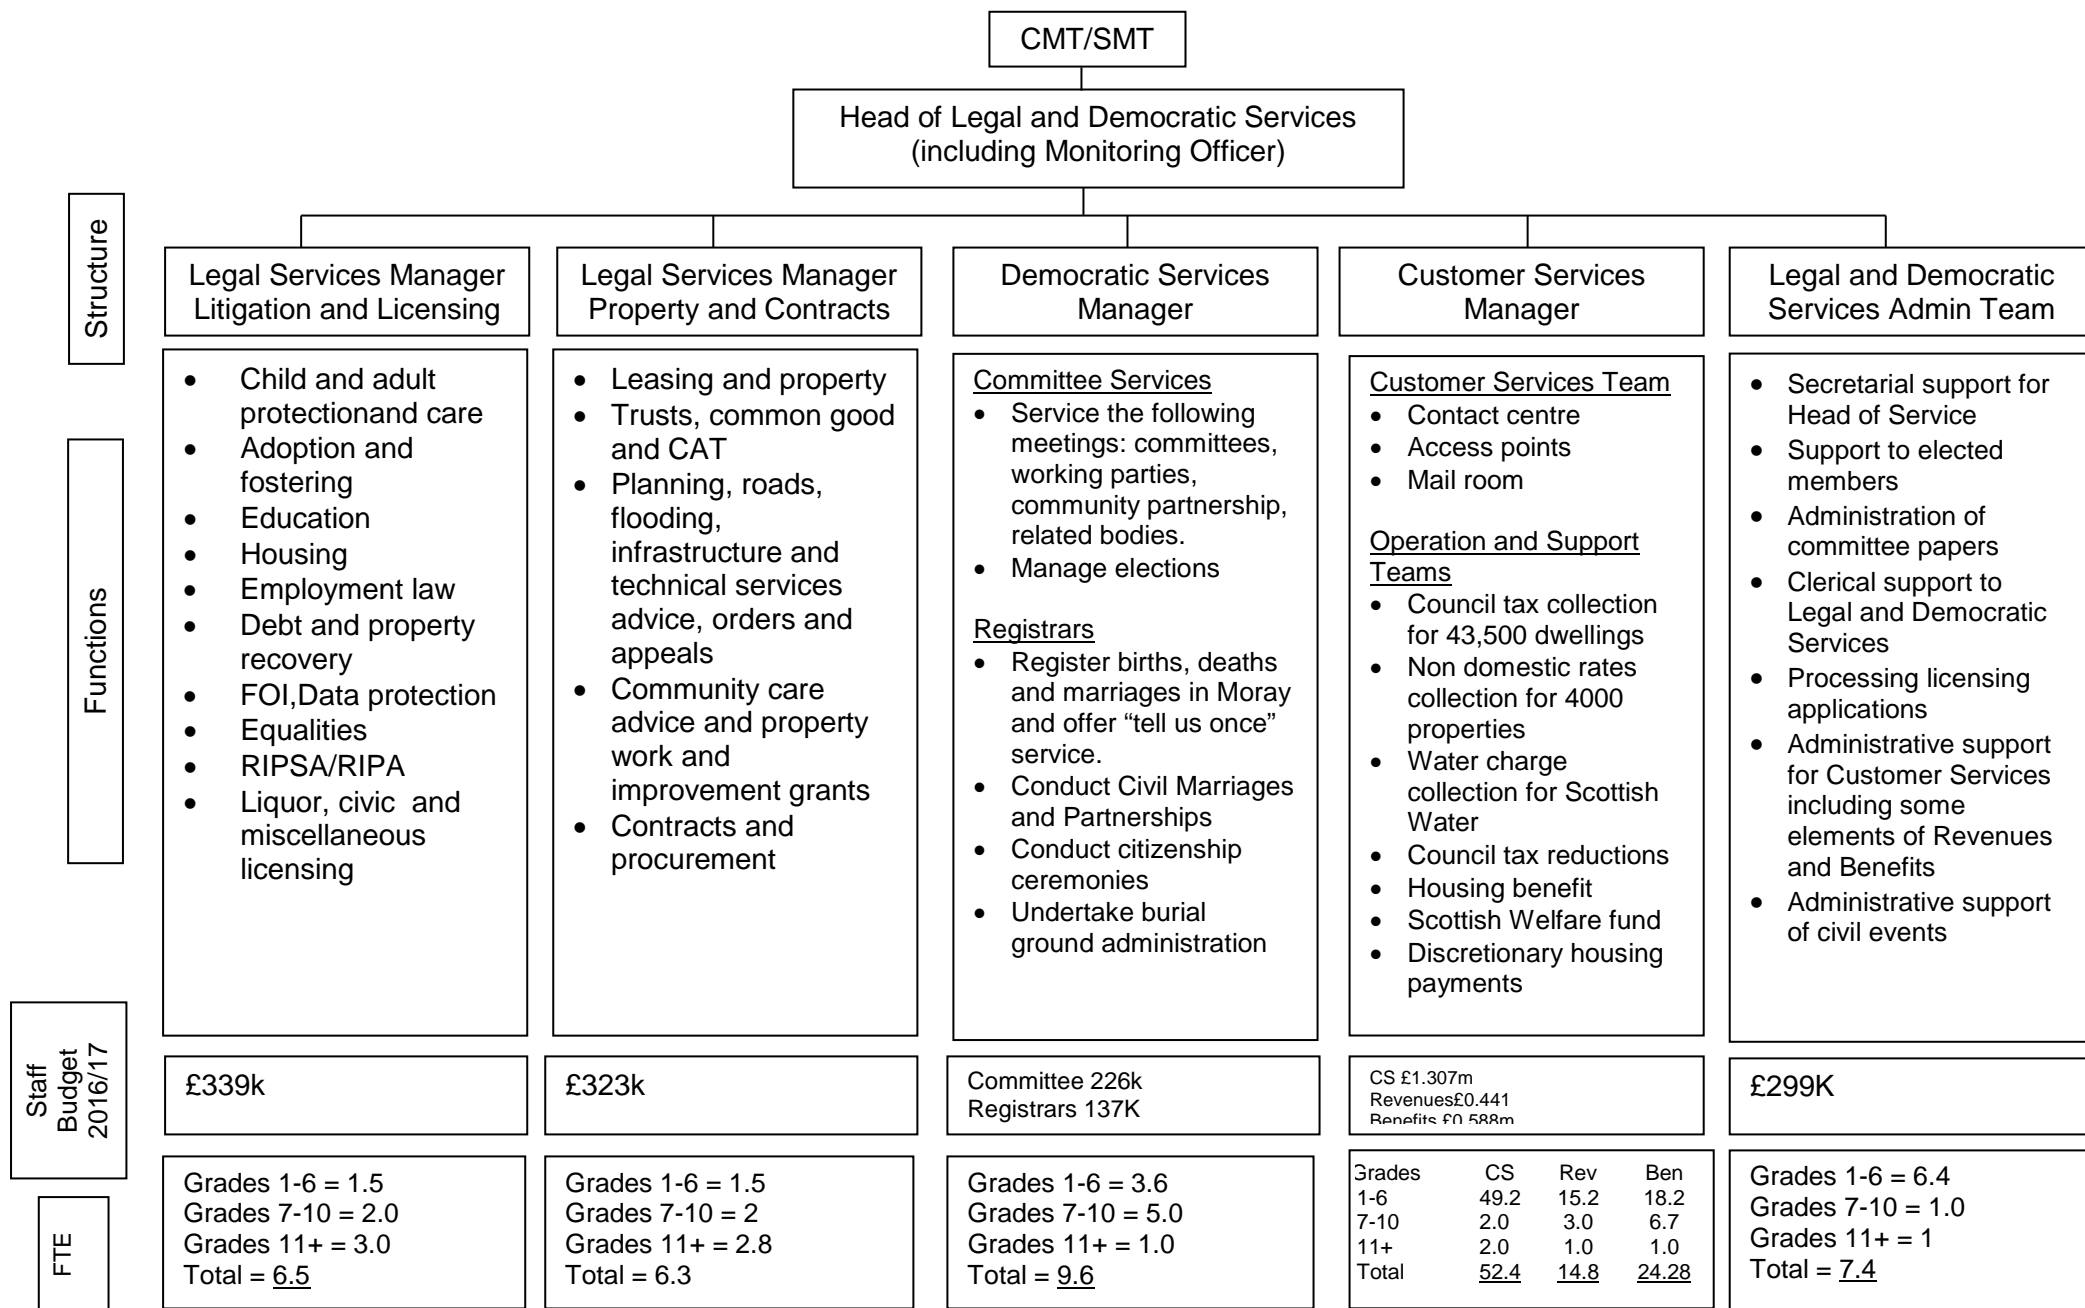 CMT/SMT
Head of Legal and Democratic Services
(including Monitoring Officer)
Structure
Legal Services Manager
Litigation and Licensing
Legal Services Manager
Property and Contracts
Democratic Services
Manager
Customer Services
Manager
Legal and Democratic
Services Admin Team
Functions
• Child and adult
protectionand care
• Adoption and
fostering
• Education
• Housing
• Employment law
• Debt and property
recovery
• FOI,Data protection
• Equalities
• RIPSA/RIPA
• Liquor, civic and
miscellaneous
licensing
• Leasing and property
• Trusts, common good
and CAT
• Planning, roads,
flooding,
infrastructure and
technical services
advice, orders and
appeals
• Community care
advice and property
work and
improvement grants
• Contracts and
procurement
Committee Services
• Service the following
meetings: committees,
working parties,
community partnership,
related bodies.
• Manage elections
Registrars
• Register births, deaths
and marriages in Moray
and offer “tell us once”
service.
• Conduct Civil Marriages
and Partnerships
• Conduct citizenship
ceremonies
• Undertake burial
ground administration
Customer Services Team
• Contact centre
• Access points
• Mail room
Operation and Support
Teams
• Council tax collection
for 43,500 dwellings
• Non domestic rates
collection for 4000
properties
• Water charge
collection for Scottish
Water
• Council tax reductions
• Housing benefit
• Scottish Welfare fund
• Discretionary housing
payments
• Secretarial support for
Head of Service
• Support to elected
members
• Administration of
committee papers
• Clerical support to
Legal and Democratic
Services
• Processing licensing
applications
• Administrative support
for Customer Services
including some
elements of Revenues
and Benefits
• Administrative support
of civil events
Staff
Budget
2016/17
£339k
£323k
Committee 226k
Registrars 137K
CS £1.307m
Revenues£0.441
Benefits £0.588m
£299K
FTE
Grades 1-6 = 1.5
Grades 7-10 = 2.0
Grades 11+ = 3.0
Total = 6.5
Grades 1-6 = 1.5
Grades 7-10 = 2
Grades 11+ = 2.8
Total = 6.3
Grades 1-6 = 3.6
Grades 7-10 = 5.0
Grades 11+ = 1.0
Total = 9.6
Grades CS Rev Ben
1-6 49.2 15.2 18.2
7-10 2.0 3.0 6.7
11+ 2.0 1.0 1.0
Total 52.4 14.8 24.28
Grades 1-6 = 6.4
Grades 7-10 = 1.0
Grades 11+ = 1
Total = 7.4